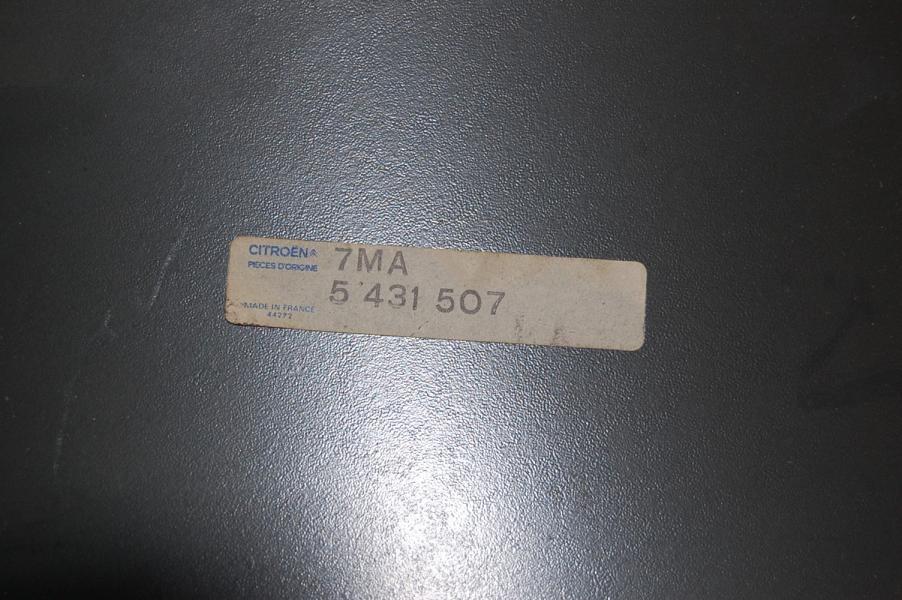 CITROËN
PIECES D'ORIGINE
7MA
5 431 507
MADE IN FRANCE
44272